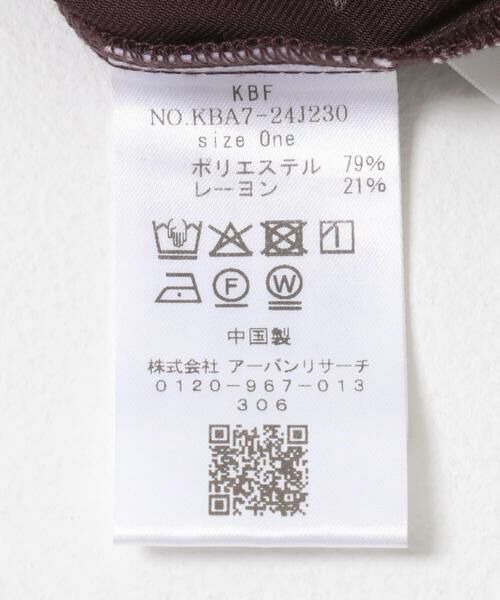 KBF
NO.KBA7-24J230
size One
ポリエステル 79%
レーヨン 21%
F W
中国製
株式会社 アーバンリサーチ
0120-967-013
306